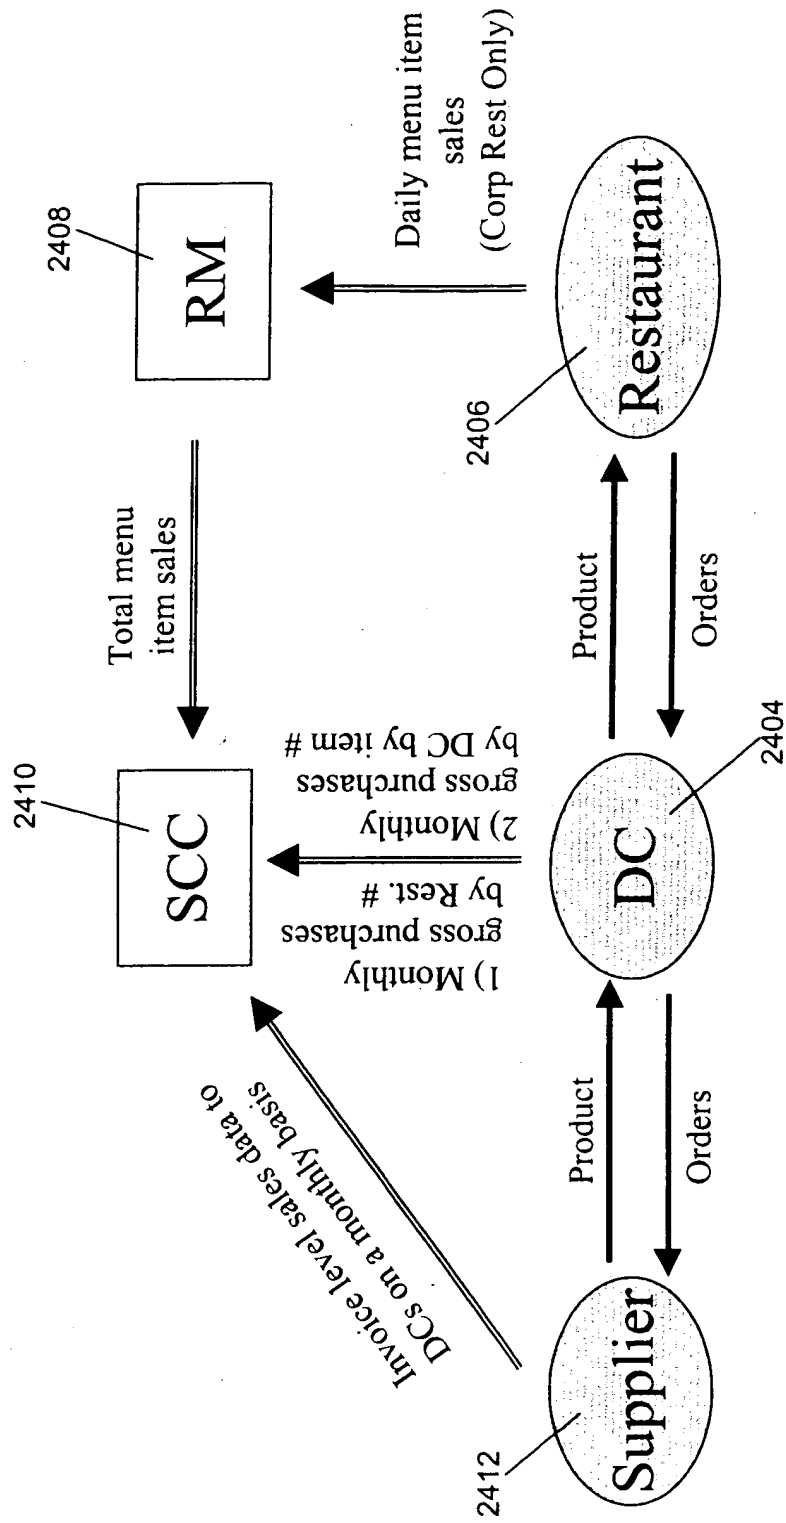 2410
SCC
Total menu
item sales
2408
RM
Invoice level sales data to
DCs on a monthly basis
1) Monthly
gross purchases
by Rest. #
2) Monthly
gross purchases
by DC by item #
Daily menu item
sales
(Corp Rest Only)
2412
Supplier
Product
Orders
DC
2404
Product
Orders
2406
Restaurant